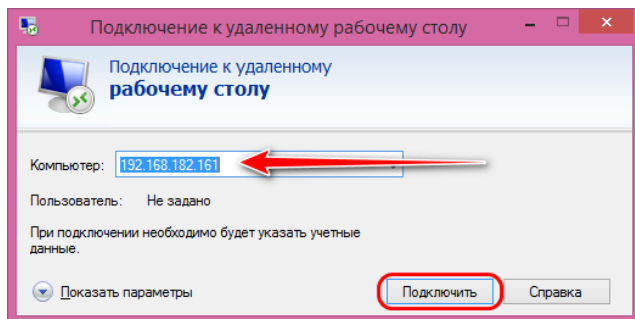 Подключение к удаленному рабочему столу
Подключение к удаленному
рабочему столу
Компьютер: 192.168.182.161
Пользователь: Не задано
При подключении необходимо будет указать учетные
данные.
Показать параметры Подключить Справка